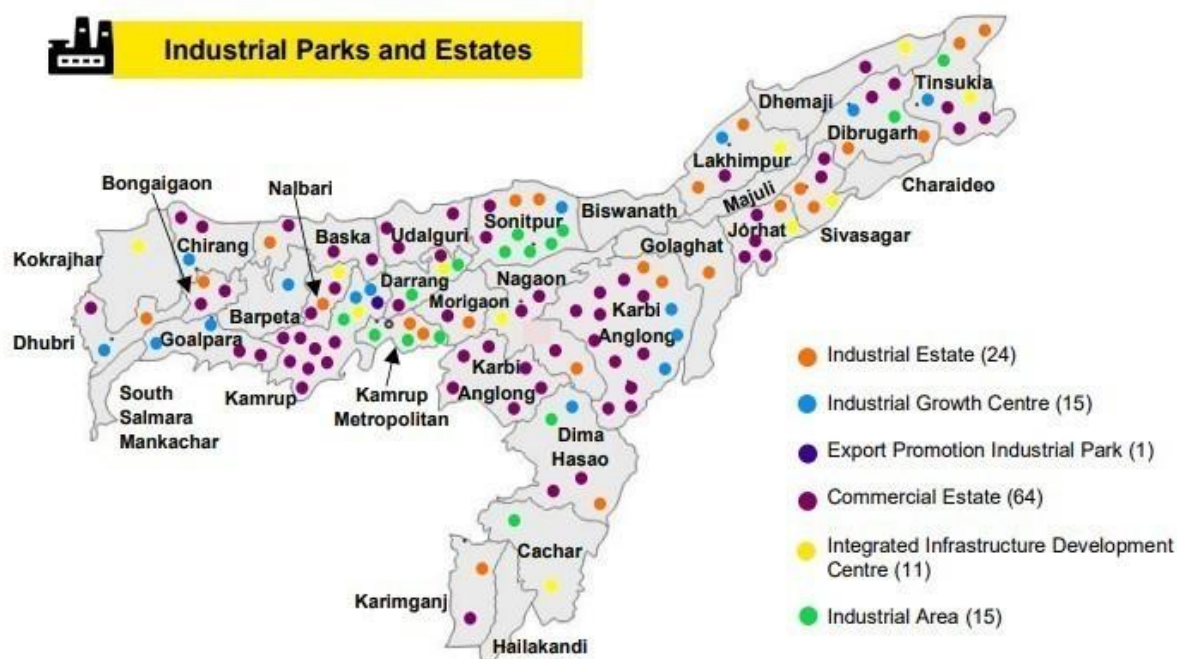 Industrial Parks and Estates
Tinsukia
Dhemaji
Dibrugarh
Lakhimpur
Charaideo
Majuli
Bongaigaon
Nalbari
Biswanath
Sonitpur
Jorhat
Sivasagar
Baska
Udalguri
Chirang
Golaghat
Kokrajhar
Nagaon
Darrang
Morigaon
Karbi
Anglong
Barpeta
Dhubri
Goalpara
Karbi
Anglong
Kamrup
Kamrup
Metropolitan
South
Salmara
Mankachar
Dima
Hasao
Cachar
Karimganj
Hailakandi
Industrial Estate (24)
Industrial Growth Centre (15)
Export Promotion Industrial Park (1)
Commercial Estate (64)
Integrated Infrastructure Development
Centre (11)
Industrial Area (15)